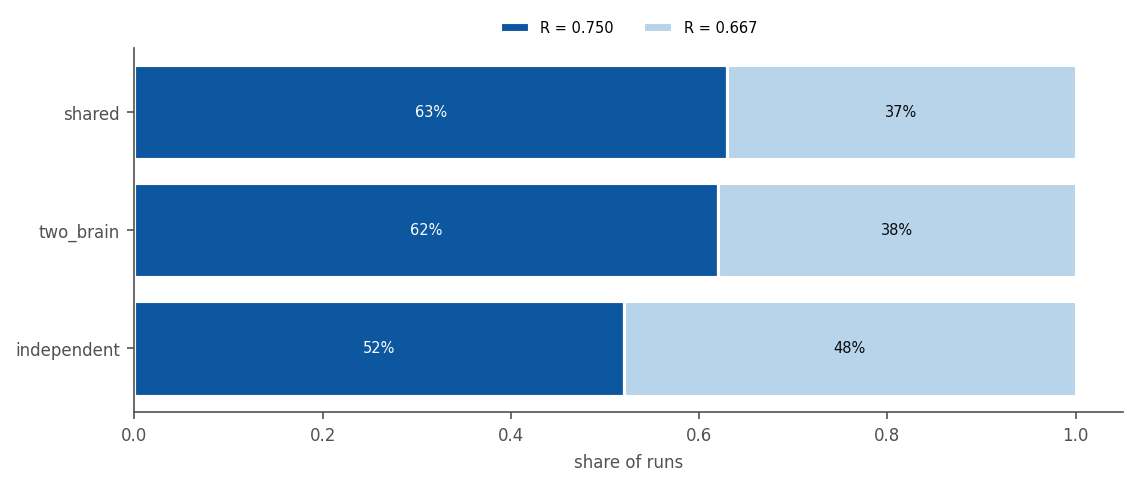 R = 0.750 R = 0.667
shared 63% 37%
two_brain 62% 38%
independent 52% 48%
0.0 0.2 0.4 0.6 0.8 1.0
share of runs